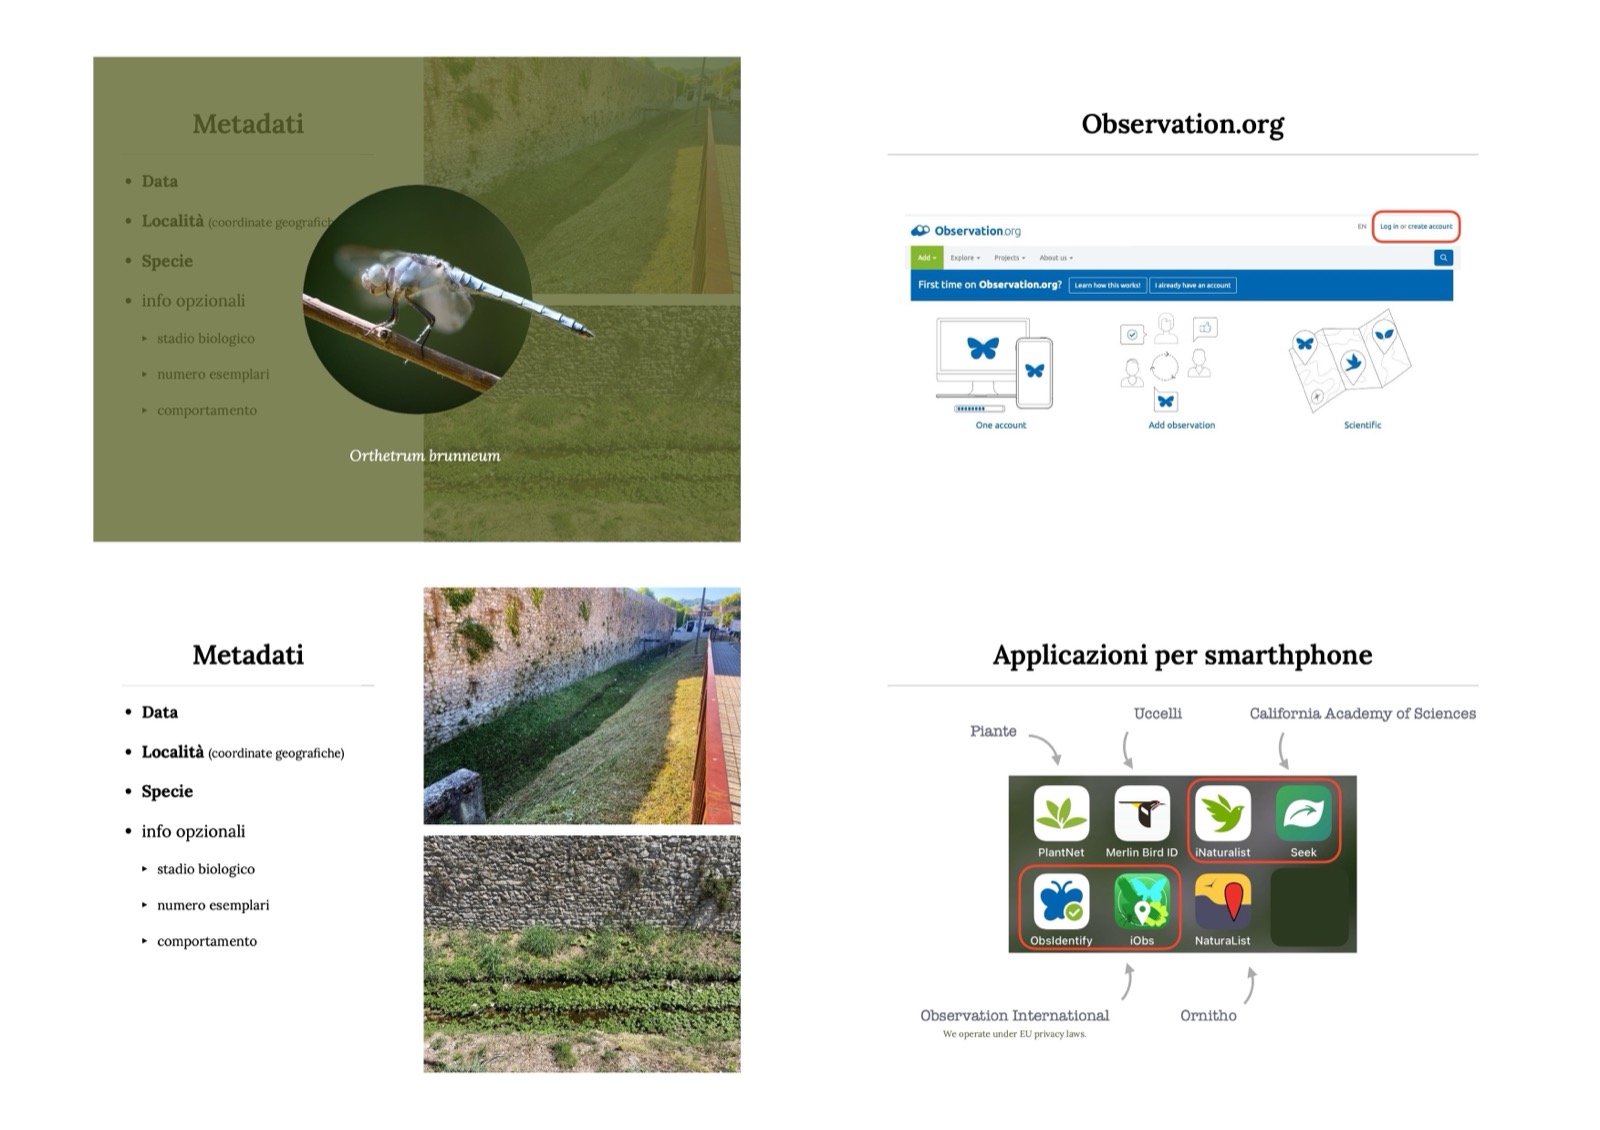 Metadati
• Data
• Località (coordinate geografich
• Specie
• info opzionali
‣ stadio biologico
‣ numero esemplari
‣ comportamento
Orthetrum brunneum
Observation.org
Observation.org
EN Log in or create account
Add Explore Projects About us
First time on Observation.org? Learn how this works! I already have an account
One account Add observation Scientific
Metadati
• Data
• Località (coordinate geografiche)
• Specie
• info opzionali
‣ stadio biologico
‣ numero esemplari
‣ comportamento
Applicazioni per smarthphone
Piante
Uccelli
California Academy of Sciences
PlantNet Merlin Bird ID iNaturalist Seek
ObsIdentify iObs NaturaList
Observation International
We operate under EU privacy laws.
Ornitho